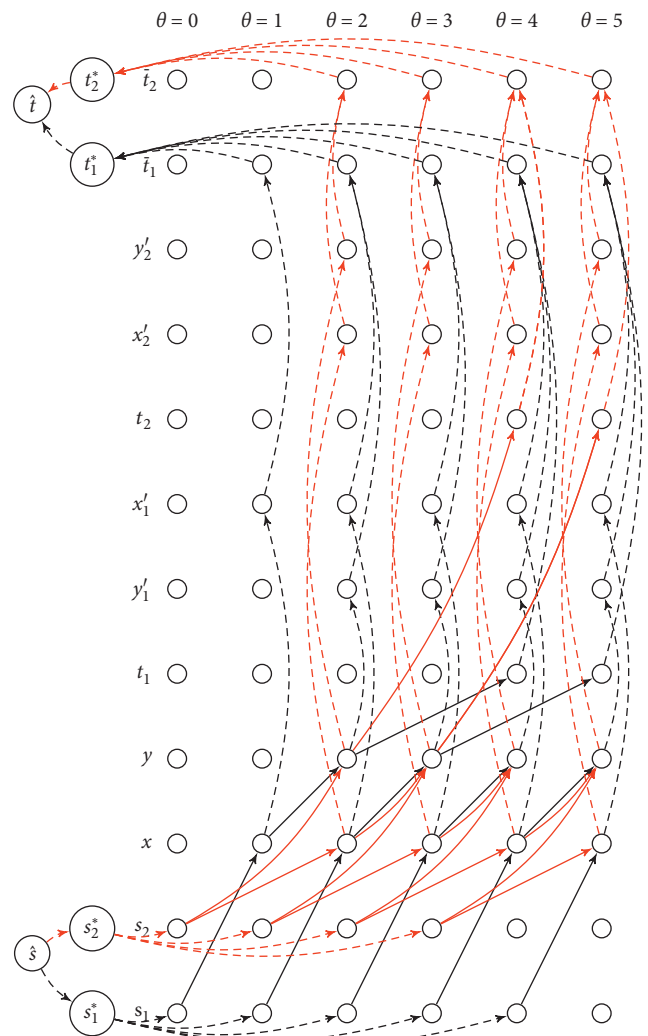 θ = 0 θ = 1 θ = 2 θ = 3 θ = 4 θ = 5
t̂ t₂* t̄₂
t₁* t̄₁
y′₂
x′₂
t₂
x′₁
y′₁
t₁
y
x
ŝ s₂* s₂
s₁* s₁